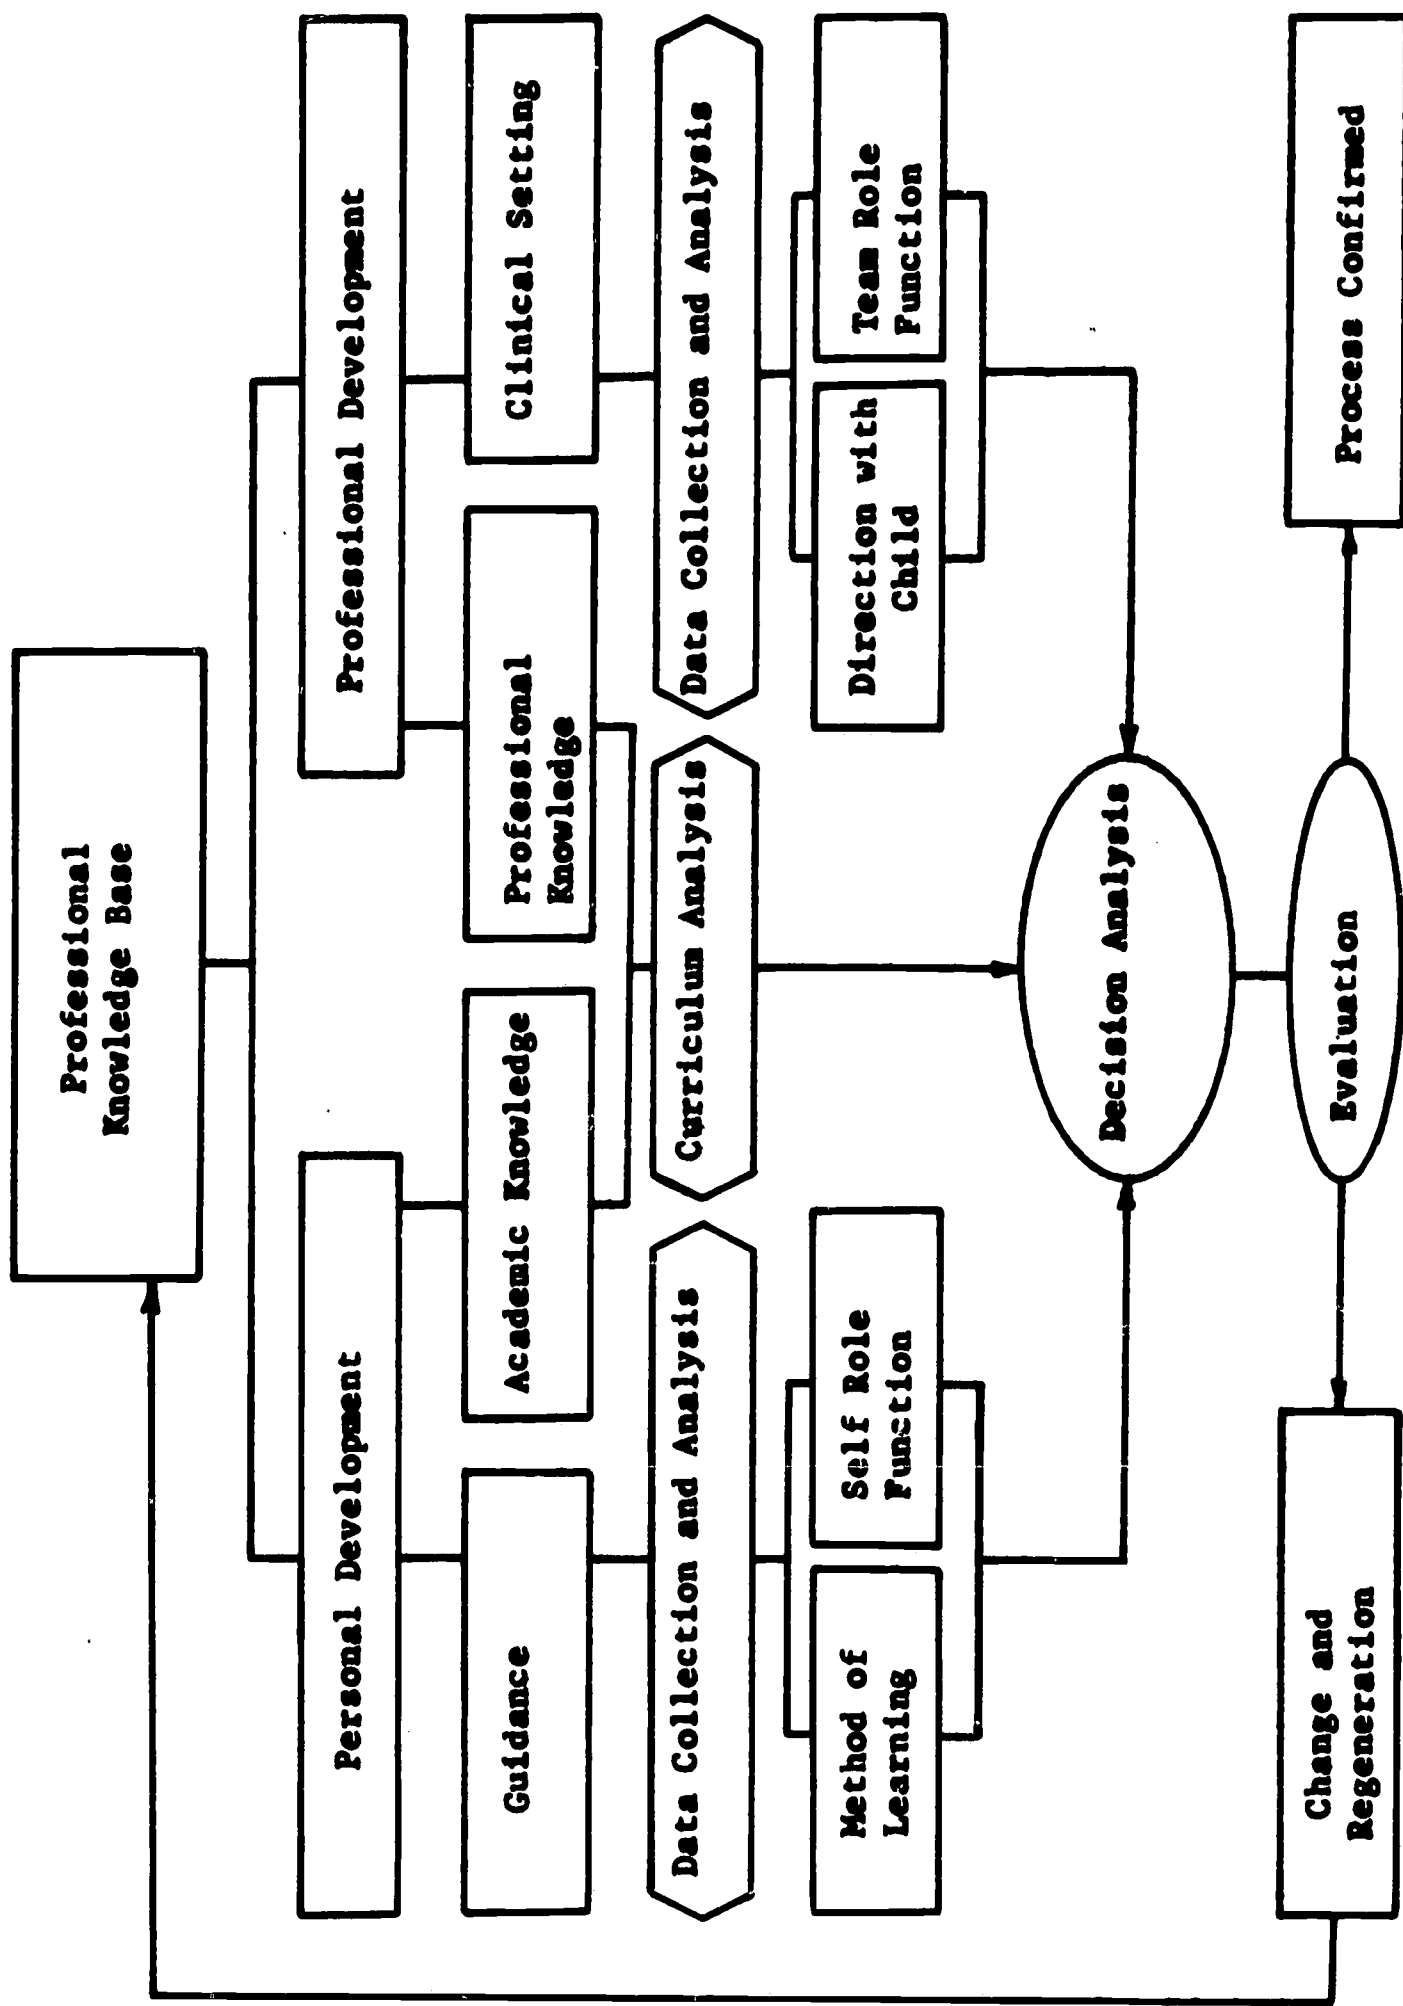 Professional
Knowledge Base
Personal Development
Professional Development
Guidance
Academic Knowledge
Professional
Knowledge
Clinical Setting
Data Collection and Analysis
Curriculum Analysis
Data Collection and Analysis
Method of
Learning
Self Role
Function
Direction with
Child
Team Role
Function
Decision Analysis
Change and
Regeneration
Evaluation
Process Confirmed